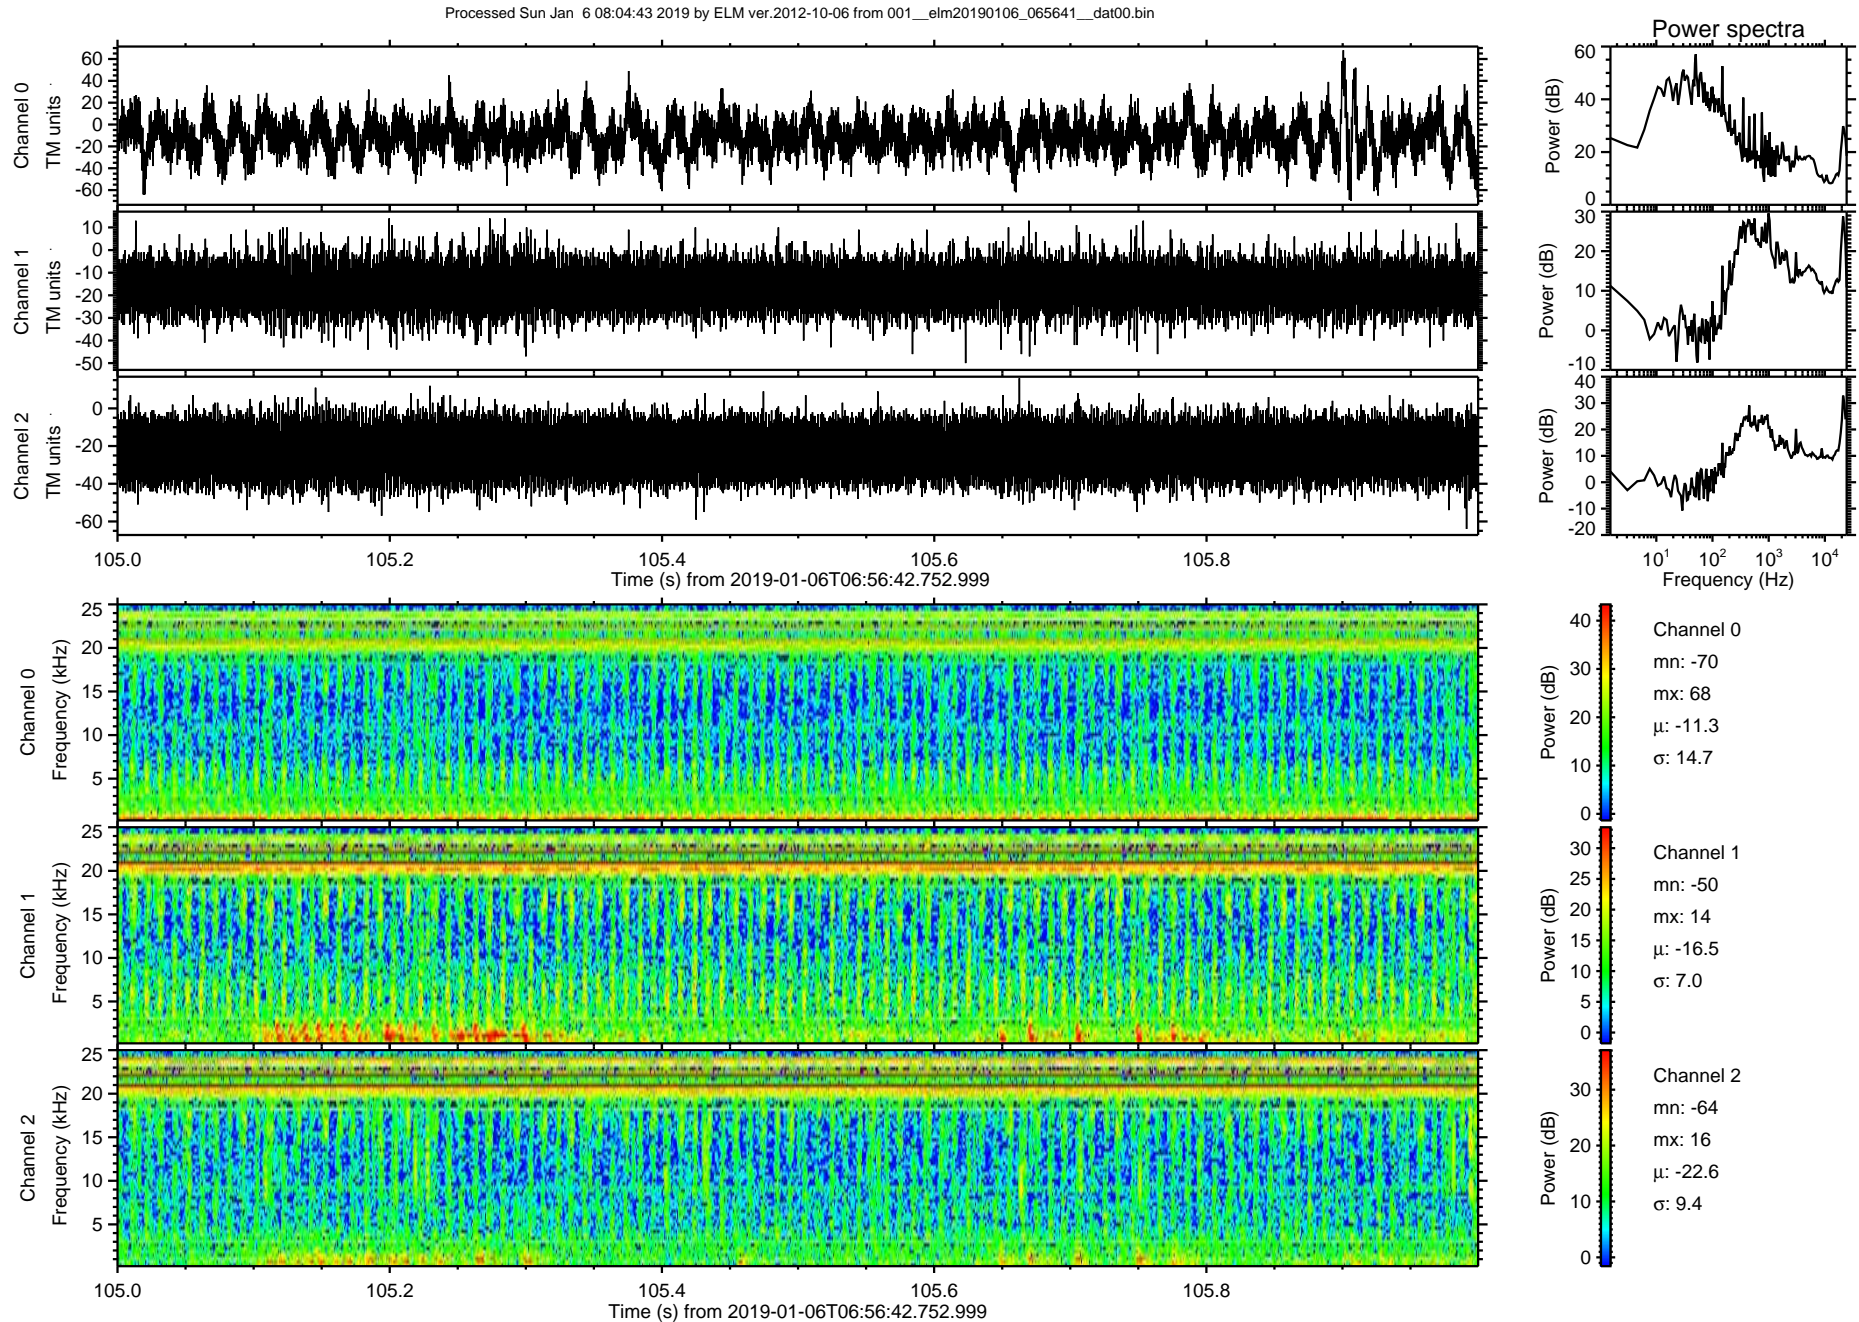 Processed Sun Jan  6 08:04:43 2019 by ELM ver.2012-10-06 from 001__elm20190106_065641__dat00.bin
Power spectra
Channel 0
TM units
60
40
20
0
-20
-40
-60
Power (dB)
60
40
20
0
Channel 1
TM units
10
0
-10
-20
-30
-40
-50
Power (dB)
30
20
10
0
-10
Channel 2
TM units
0
-20
-40
-60
Power (dB)
40
30
20
10
0
-10
-20
105.0 105.2 105.4 105.6 105.8
Time (s) from 2019-01-06T06:56:42.752.999
10¹ 10² 10³ 10⁴
Frequency (Hz)
Channel 0
Frequency (kHz)
25
20
15
10
5
Power (dB)
40
30
20
10
0
Channel 0
mn: -70
mx: 68
μ: -11.3
σ: 14.7
Channel 1
Frequency (kHz)
25
20
15
10
5
Power (dB)
30
25
20
15
10
5
0
Channel 1
mn: -50
mx: 14
μ: -16.5
σ: 7.0
Channel 2
Frequency (kHz)
25
20
15
10
5
Power (dB)
30
20
10
0
Channel 2
mn: -64
mx: 16
μ: -22.6
σ: 9.4
105.0 105.2 105.4 105.6 105.8
Time (s) from 2019-01-06T06:56:42.752.999